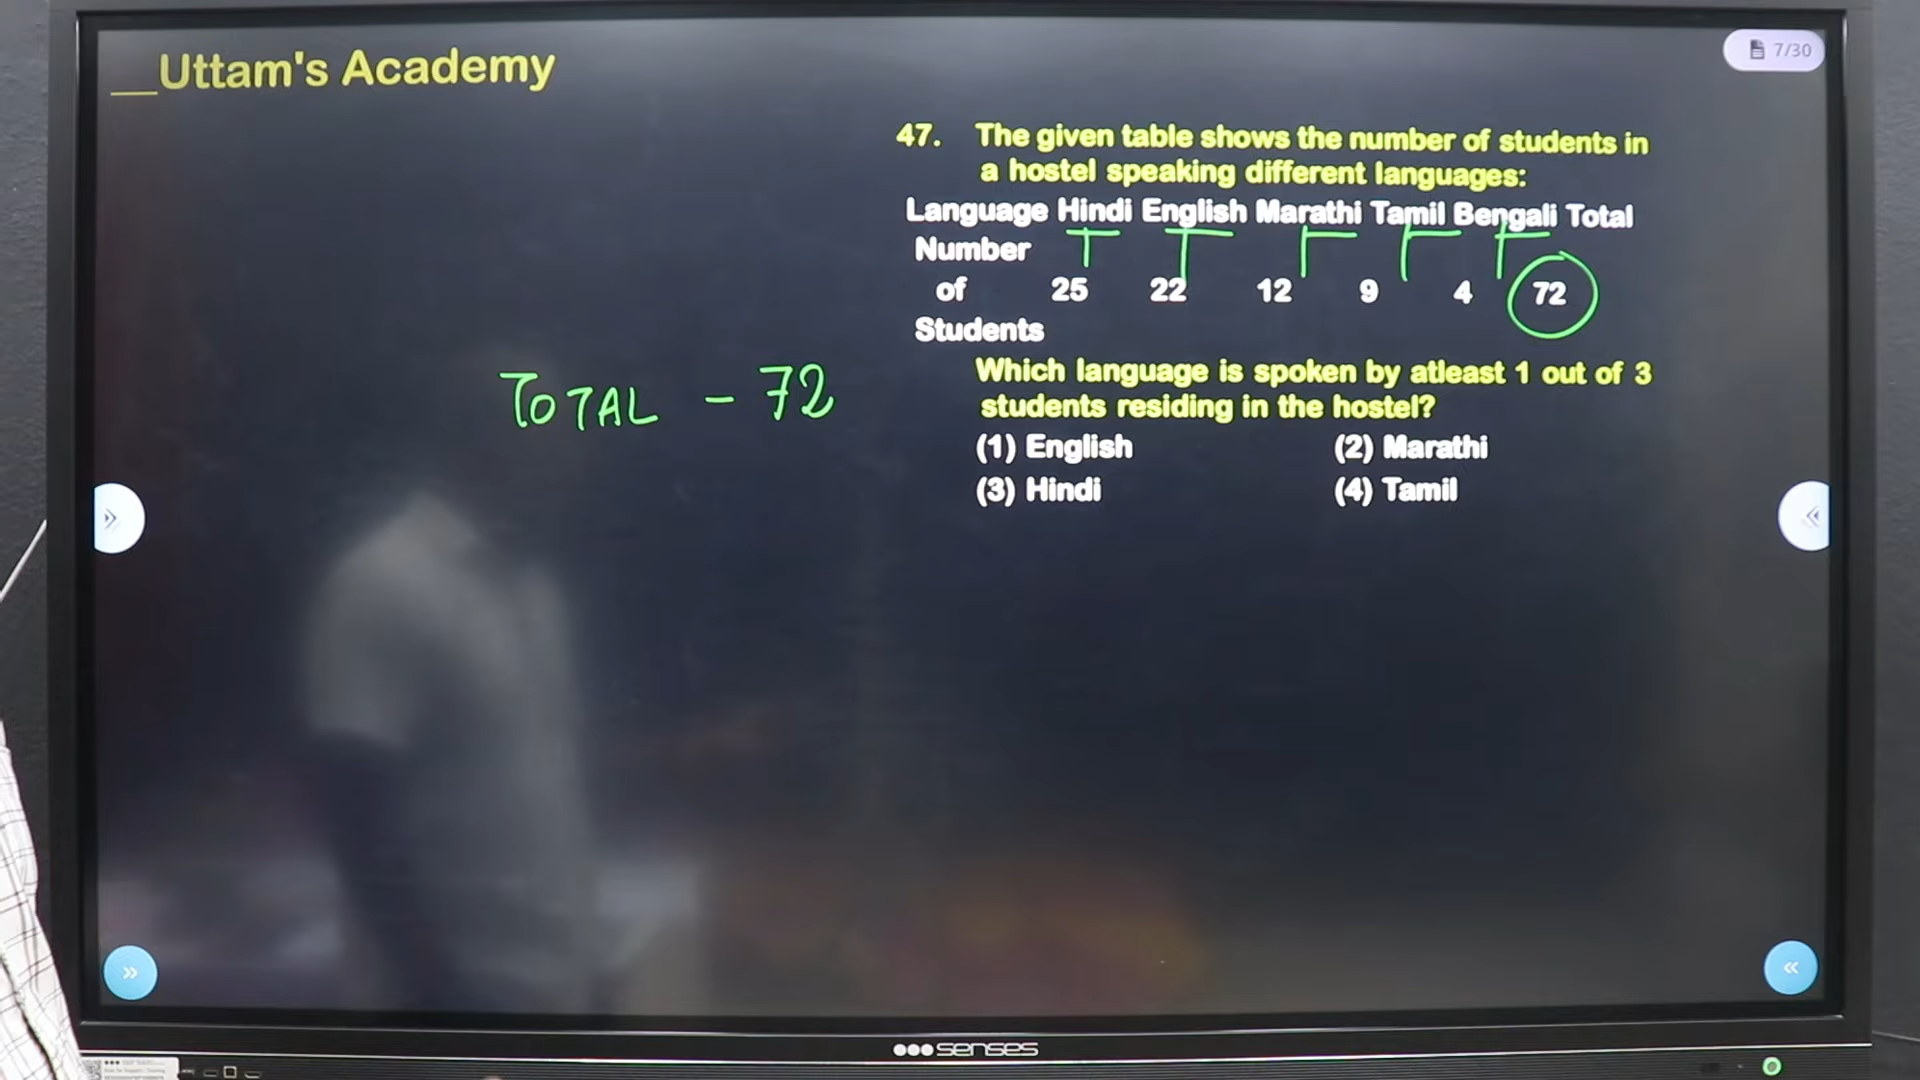 __Uttam's Academy
7/30
47. The given table shows the number of students in
a hostel speaking different languages:
Language Hindi English Marathi Tamil Bengali Total
Number
of 25 22 12 9 4 72
Students
TOTAL - 72
Which language is spoken by atleast 1 out of 3
students residing in the hostel?
(1) English (2) Marathi
(3) Hindi (4) Tamil
senses